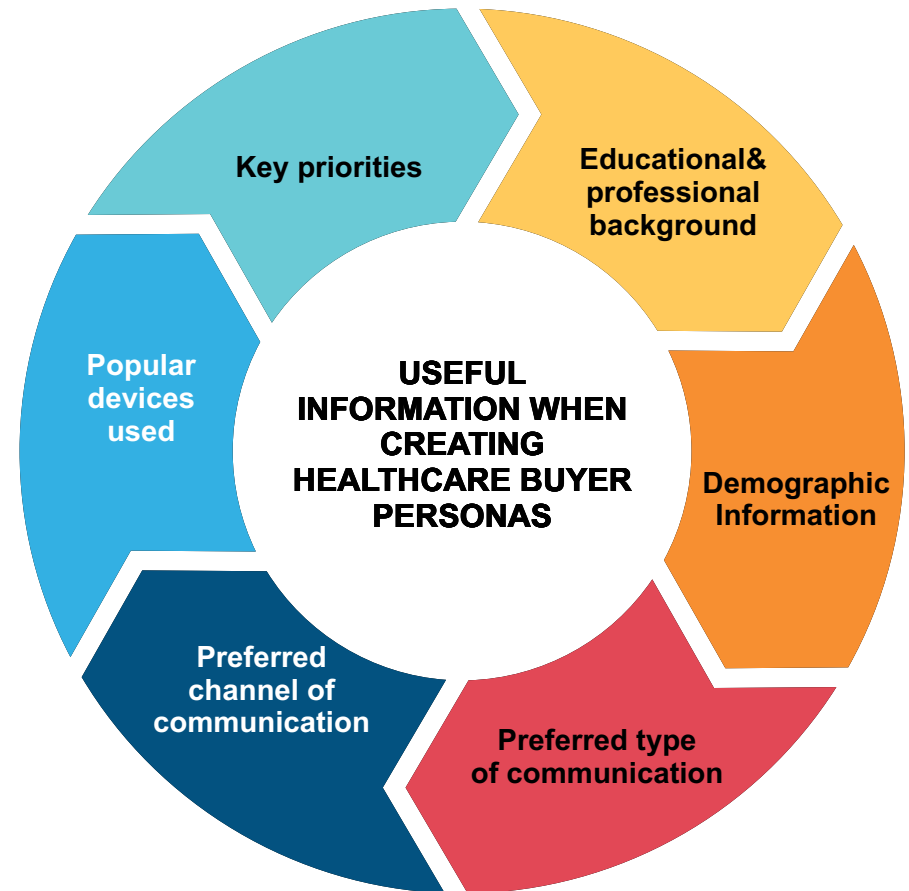 Key priorities
Educational&
professional
background
Popular
devices
used
USEFUL
INFORMATION WHEN
CREATING
HEALTHCARE BUYER
PERSONAS
Demographic
Information
Preferred
channel of
communication
Preferred type
of communication